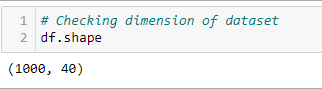 1 # Checking dimension of dataset
2 df.shape
(1000, 40)